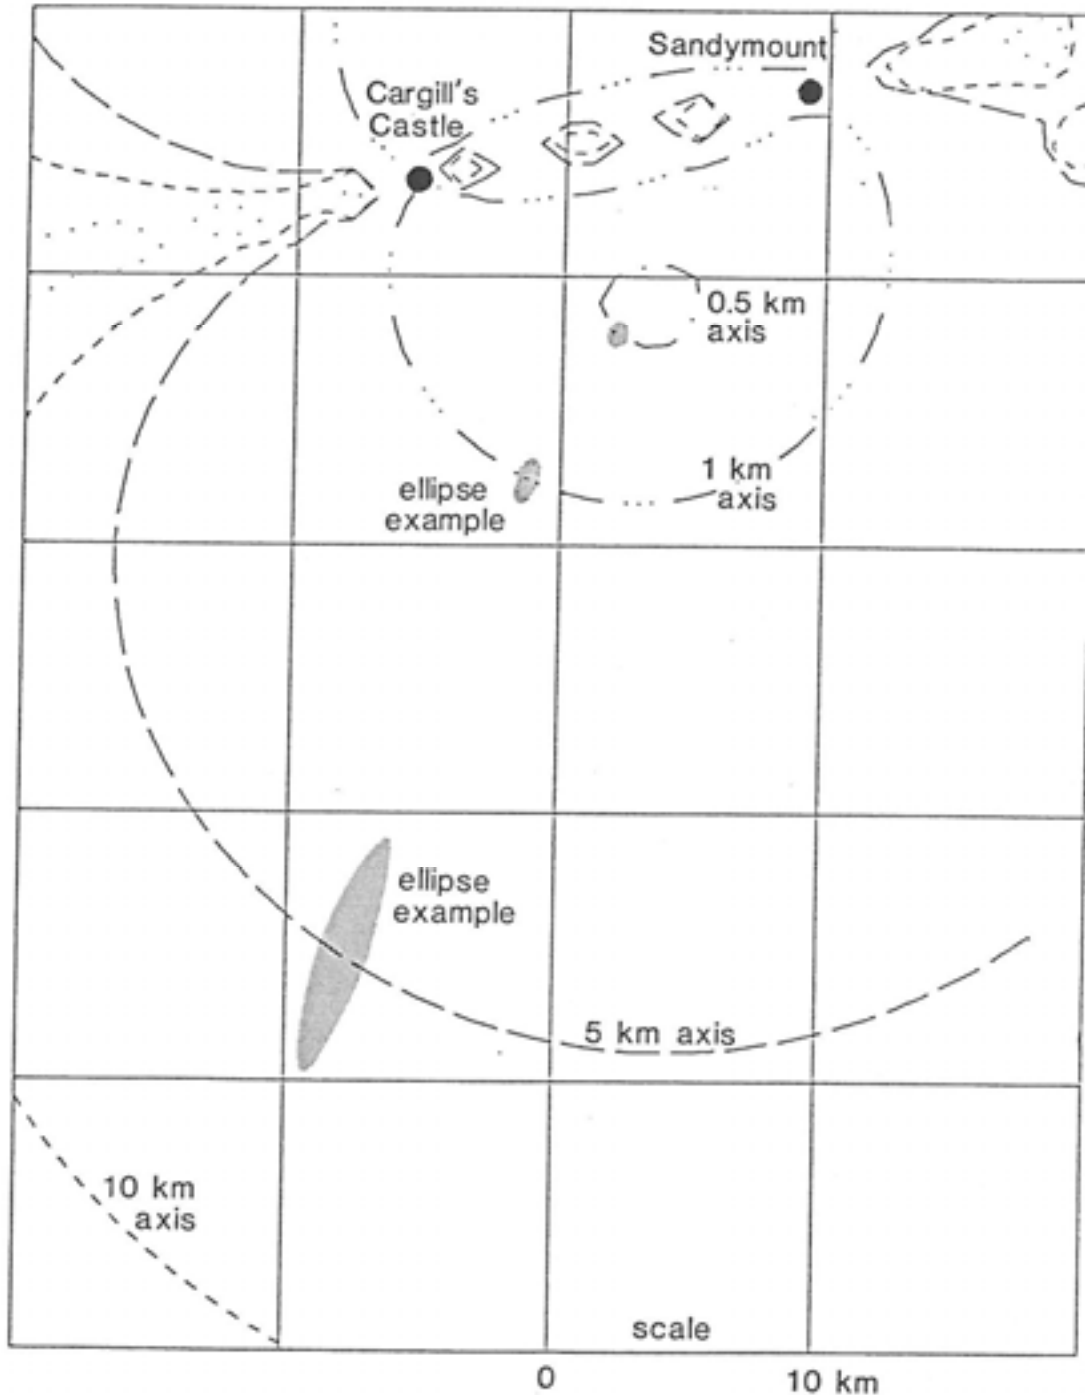 Sandymount
Cargill's
Castle
0.5 km
axis
1 km
axis
ellipse
example
ellipse
example
5 km axis
10 km
axis
scale
0
10 km